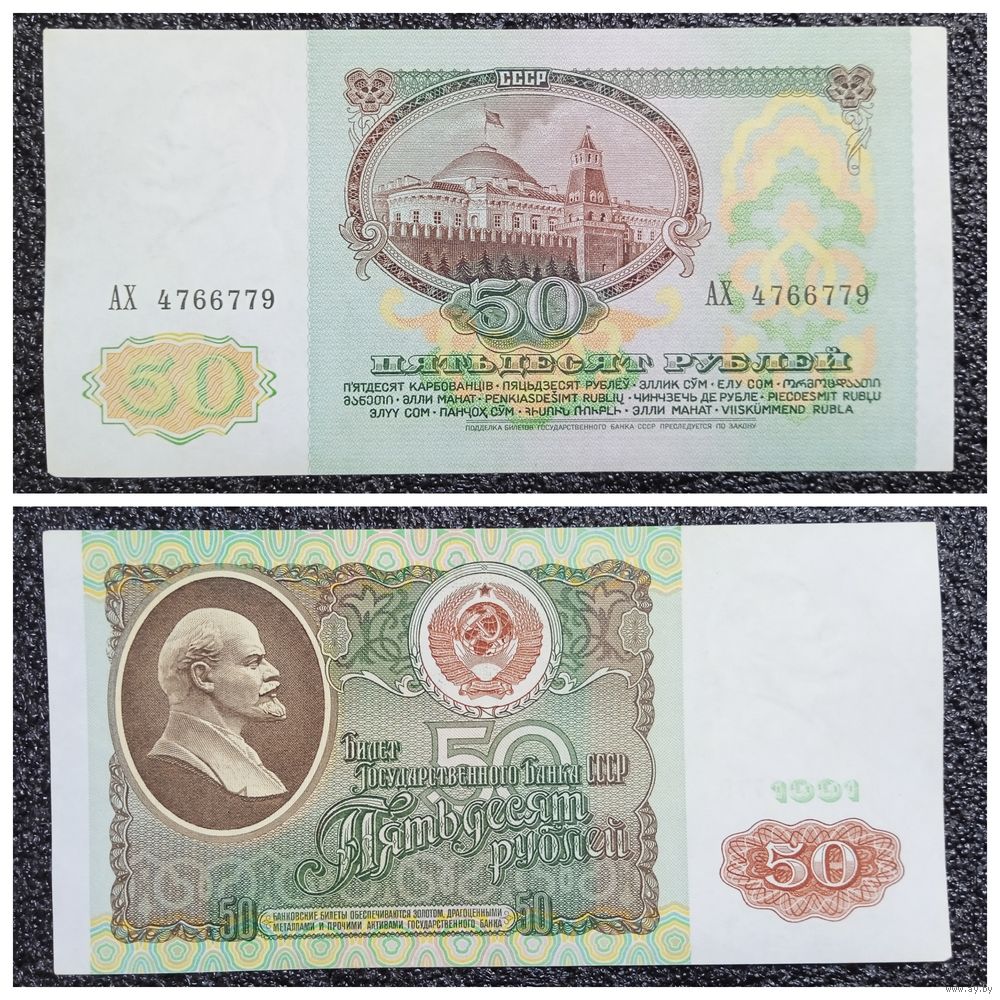 СССР
АХ 4766779
АХ 4766779
50
50
ПЯТЬДЕСЯТ РУБЛЕЙ
П'ЯТДЕСЯТ КАРБОВАНЦІВ · ПЯЦЬДЗЕСЯТ РУБЛЁЎ · ЭЛЛИК СЎМ · ЕЛУ СОМ · ᲝᲠᲛᲝᲪᲓᲐᲐᲗᲘ
ᲛᲐᲜᲔᲗᲘ · ӘЛЛИ МАНАТ · PENKIASDEŠIMT RUBLIŲ · ЧИНЧЗЕЧЬ ДЕ РУБЛЕ · PIECDESMIT RUBĻU
ЭЛУУ СОМ · ПАНҶОҲ СЎМ · ՀԻՍՈՒՆ ՌՈՒԲԼԻ · ЭЛЛИ МАНАТ · VIISKÜMMEND RUBLA
ПОДДЕЛКА БИЛЕТОВ ГОСУДАРСТВЕННОГО БАНКА СССР ПРЕСЛЕДУЕТСЯ ПО ЗАКОНУ
50
Билет
Государственного Банка СССР
Пятьдесят
рублей
1991
50
50
БАНКОВСКИЕ БИЛЕТЫ ОБЕСПЕЧИВАЮТСЯ ЗОЛОТОМ, ДРАГОЦЕННЫМИ
МЕТАЛЛАМИ И ПРОЧИМИ АКТИВАМИ ГОСУДАРСТВЕННОГО БАНКА
50
www.ay.by